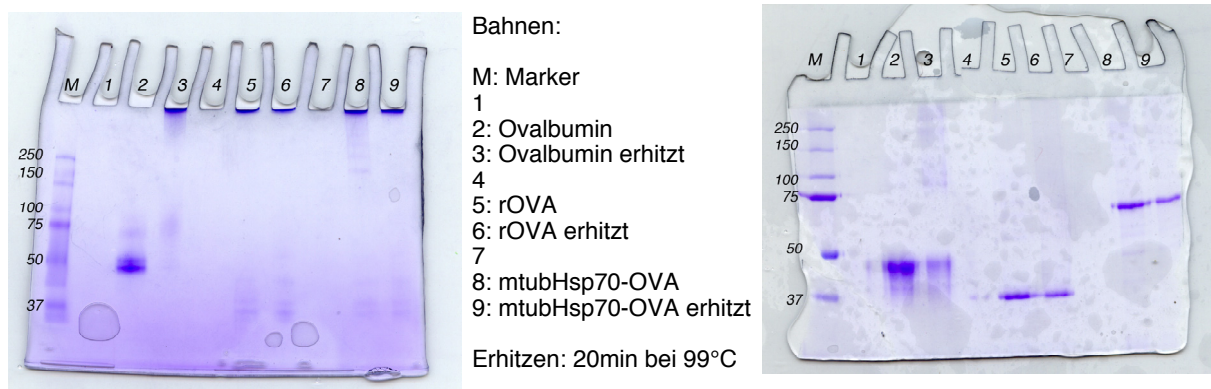 M 1 2 3 4 5 6 7 8 9
250
150
100
75
50
37
Bahnen:
M: Marker
1
2: Ovalbumin
3: Ovalbumin erhitzt
4
5: rOVA
6: rOVA erhitzt
7
8: mtubHsp70-OVA
9: mtubHsp70-OVA erhitzt
Erhitzen: 20min bei 99°C
M 1 2 3 4 5 6 7 8 9
250
150
100
75
50
37